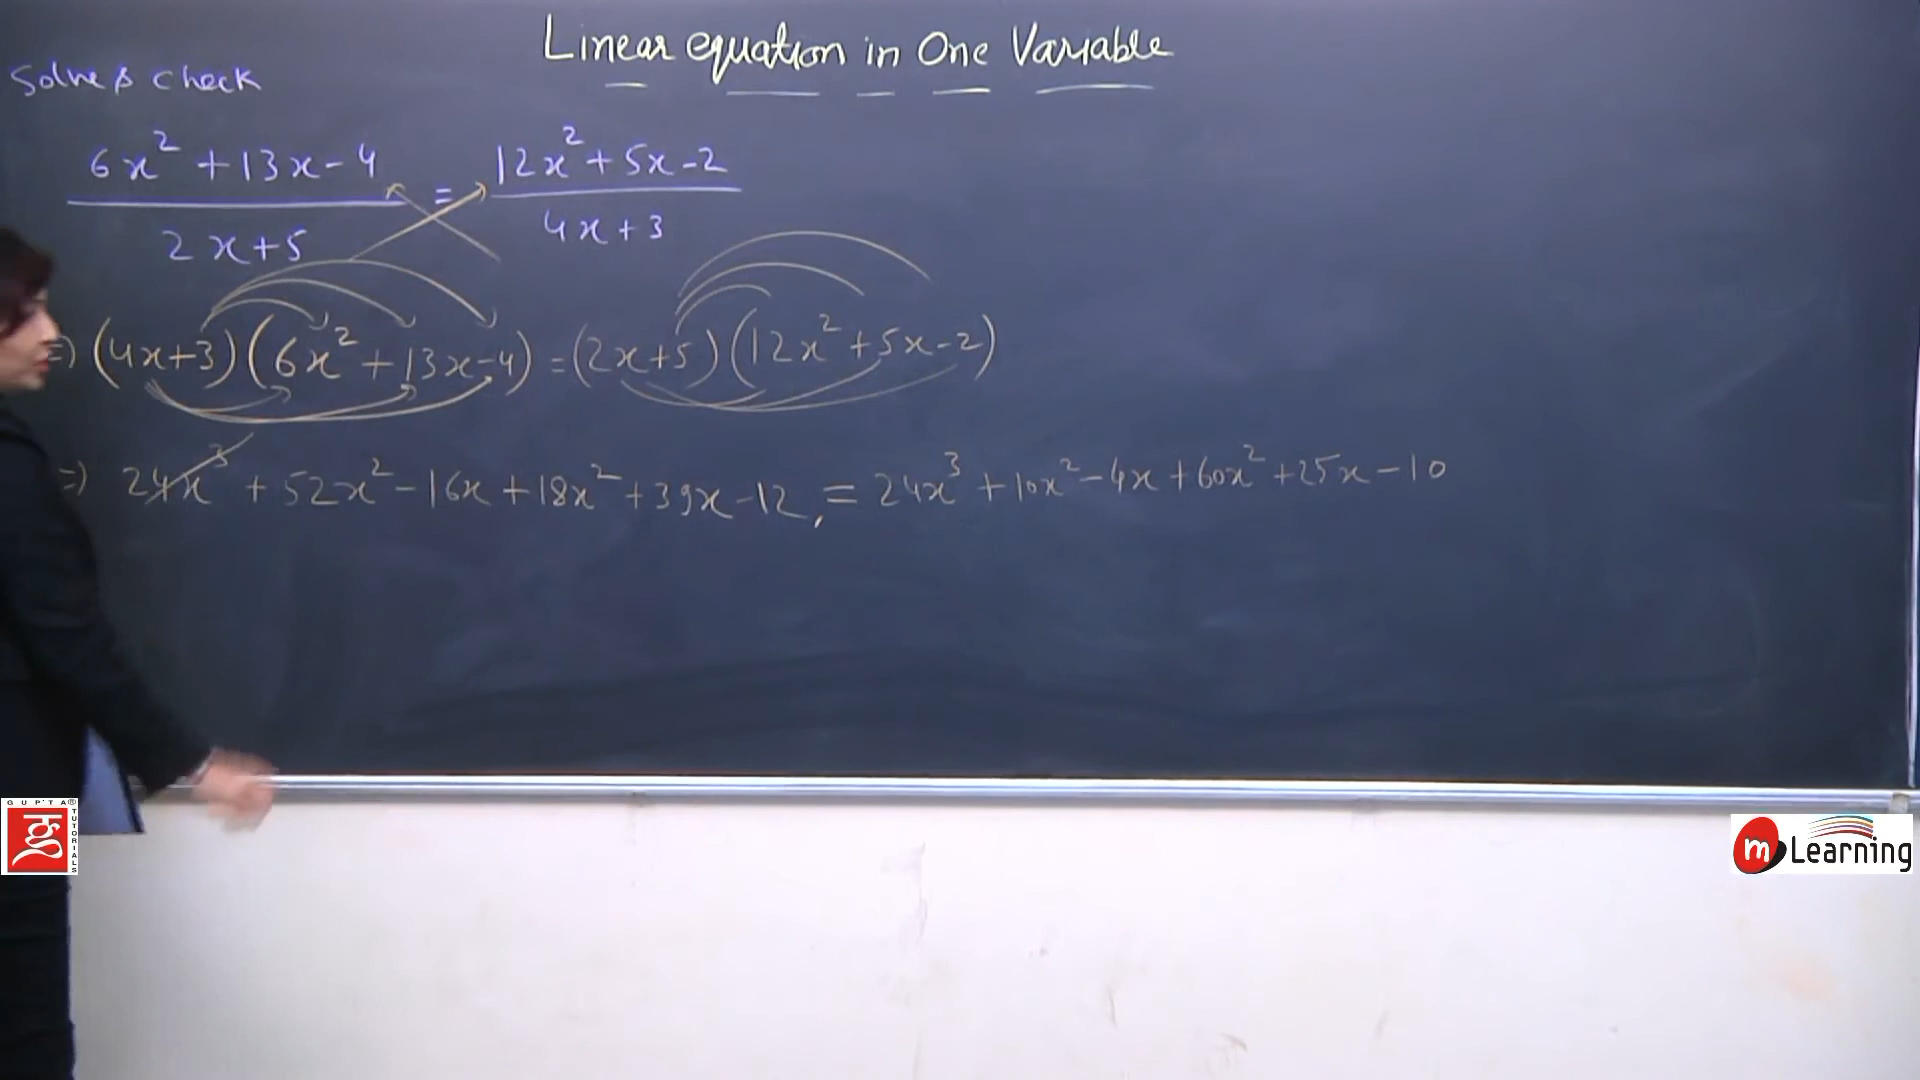 Linear equation in One Variable
Solve & check
6x² + 13x - 4 / 2x + 5 = 12x² + 5x - 2 / 4x + 3
⇒ (4x+3)(6x² + 13x - 4) = (2x+5)(12x² + 5x - 2)
⇒ 24x³ + 52x² - 16x + 18x² + 39x - 12, = 24x³ + 10x² - 4x + 60x² + 25x - 10
GUPTA® TUTORIALS
m Learning